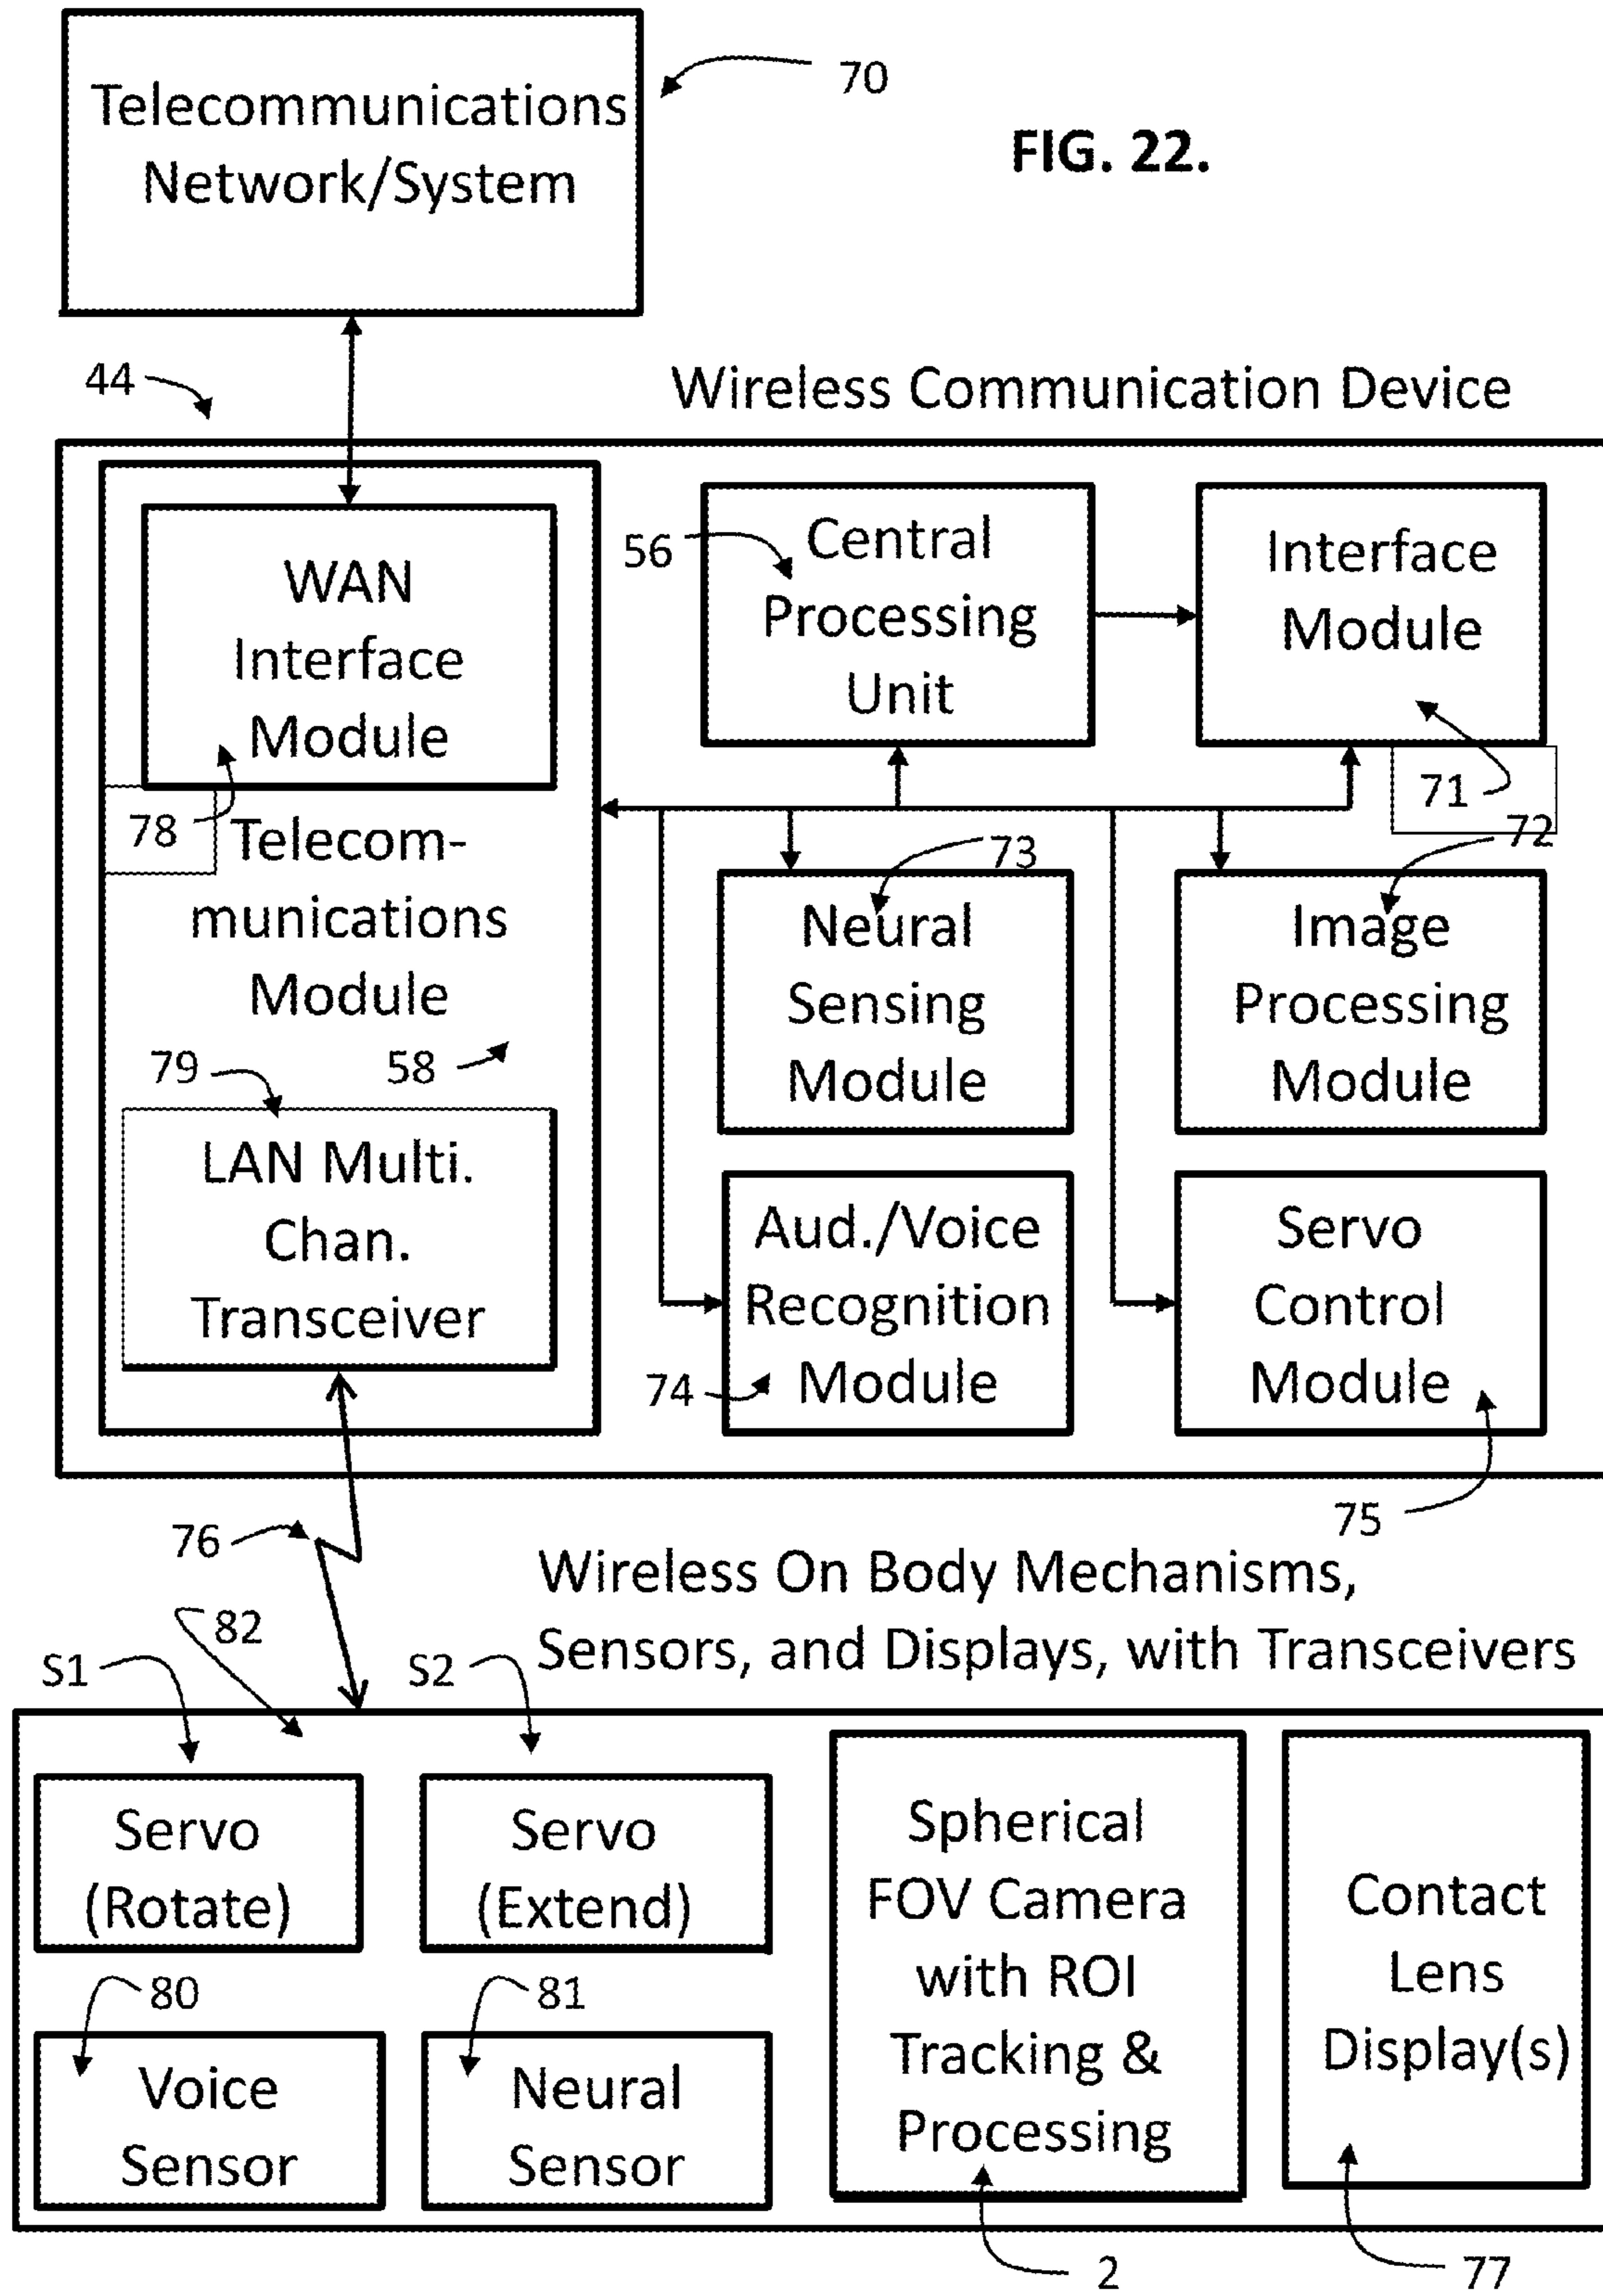 Telecommunications
Network/System
70
FIG. 22.
44
Wireless Communication Device
WAN
Interface
Module
78
Telecom-
munications
Module
79
58
LAN Multi.
Chan.
Transceiver
56
Central
Processing
Unit
Interface
Module
71
73
72
Neural
Sensing
Module
Image
Processing
Module
Aud./Voice
Recognition
Module
74
Servo
Control
Module
75
76
Wireless On Body Mechanisms,
Sensors, and Displays, with Transceivers
82
S1
S2
Servo
(Rotate)
Servo
(Extend)
80
81
Voice
Sensor
Neural
Sensor
Spherical
FOV Camera
with ROI
Tracking &
Processing
Contact
Lens
Display(s)
2
77